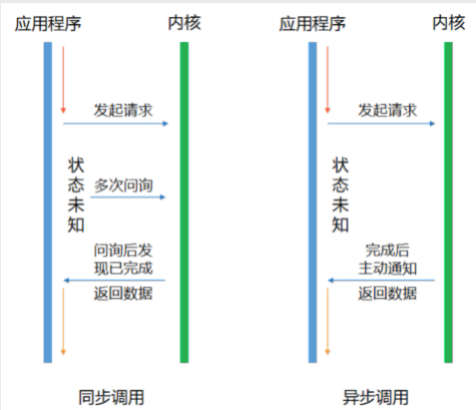 应用程序
内核
发起请求
状态未知
多次问询
问询后发
现已完成
返回数据
同步调用
应用程序
内核
发起请求
状态未知
完成后
主动通知
返回数据
异步调用